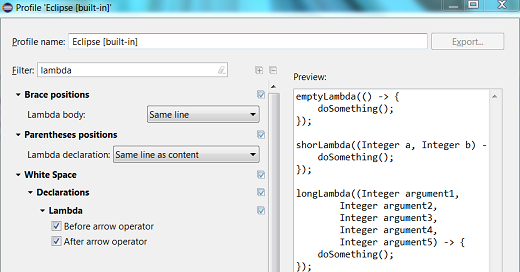 Profile 'Eclipse [built-in]'
Profile name: Eclipse [built-in] Export...
Filter: lambda
Preview:
Brace positions
Lambda body: Same line
Parentheses positions
Lambda declaration: Same line as content
White Space
Declarations
Lambda
Before arrow operator
After arrow operator
emptyLambda(() -> {
    doSomething();
});
shorLambda((Integer a, Integer b) -
    doSomething();
});
longLambda((Integer argument1,
        Integer argument2,
        Integer argument3,
        Integer argument4,
        Integer argument5) -> {
    doSomething();
});